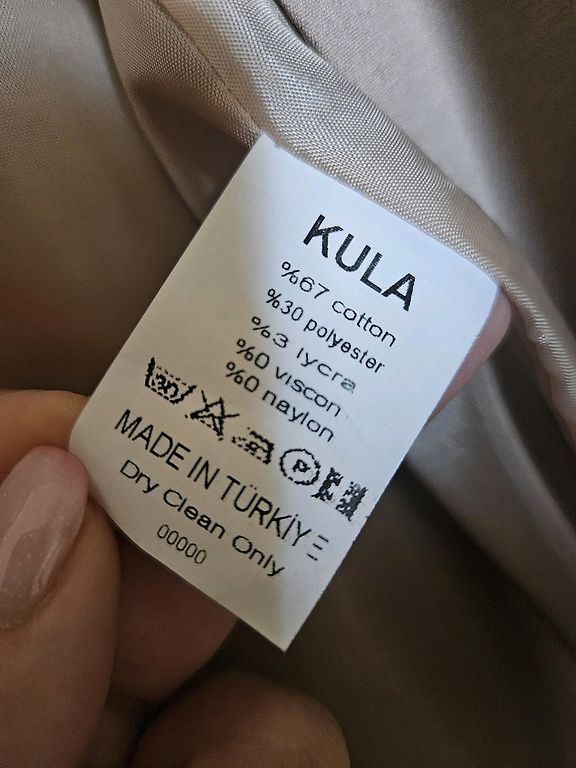 KULA
%67 cotton
%30 polyester
%3 lycra
%0 viscon
%0 naylon
30 P
MADE IN TÜRKİYE
Dry Clean Only
00000